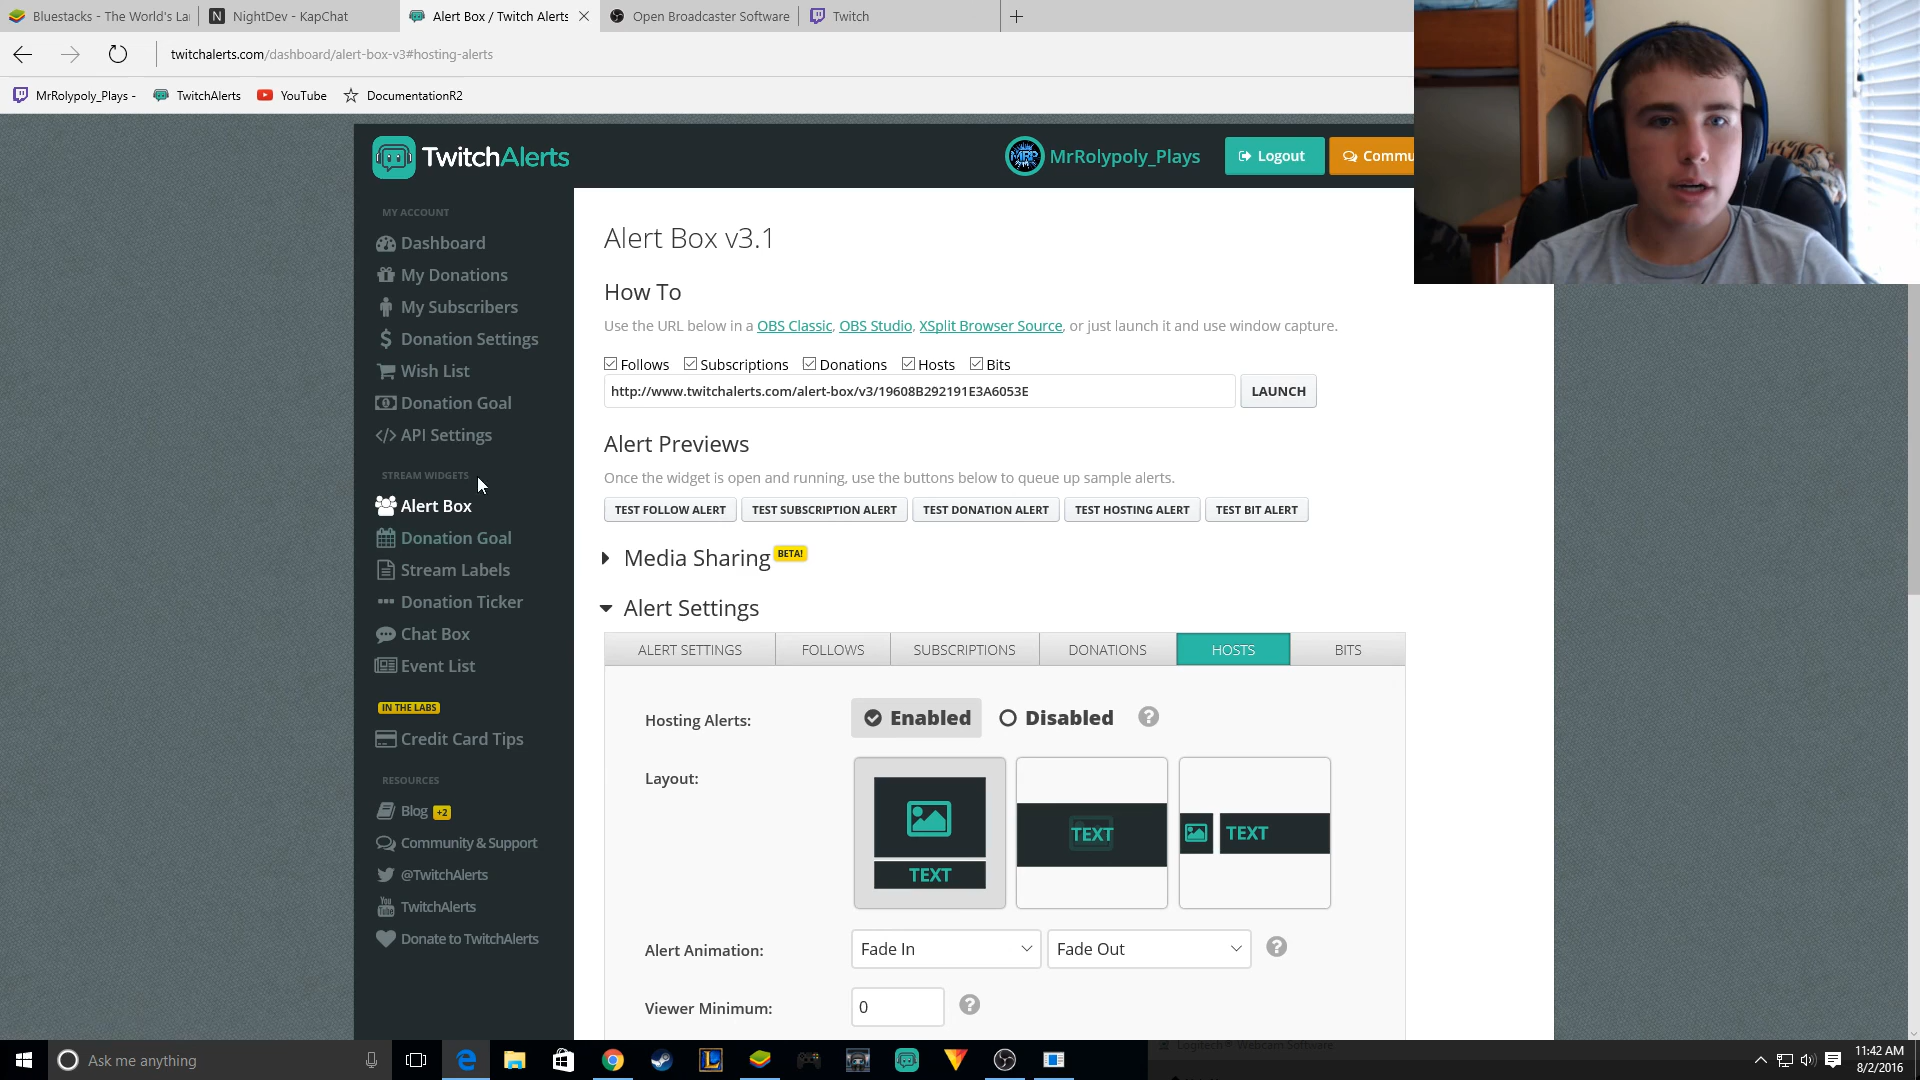 Bluestacks - The World's La
NightDev - KapChat
Alert Box / Twitch Alerts
Open Broadcaster Software
Twitch
twitchalerts.com/dashboard/alert-box-v3#hosting-alerts
MrRolypoly_Plays -
TwitchAlerts
YouTube
DocumentationR2
TwitchAlerts
MRP
MrRolypoly_Plays
Logout
Commu
MY ACCOUNT
Dashboard
My Donations
My Subscribers
Donation Settings
Wish List
Donation Goal
API Settings
STREAM WIDGETS
Alert Box
Donation Goal
Stream Labels
Donation Ticker
Chat Box
Event List
IN THE LABS
Credit Card Tips
RESOURCES
Blog +2
Community & Support
@TwitchAlerts
TwitchAlerts
Donate to TwitchAlerts
Alert Box v3.1
How To
Use the URL below in a OBS Classic, OBS Studio, XSplit Browser Source, or just launch it and use window capture.
Follows Subscriptions Donations Hosts Bits
http://www.twitchalerts.com/alert-box/v3/19608B292191E3A6053E
LAUNCH
Alert Previews
Once the widget is open and running, use the buttons below to queue up sample alerts.
TEST FOLLOW ALERT TEST SUBSCRIPTION ALERT TEST DONATION ALERT TEST HOSTING ALERT TEST BIT ALERT
Media Sharing BETA!
Alert Settings
ALERT SETTINGS FOLLOWS SUBSCRIPTIONS DONATIONS HOSTS BITS
Hosting Alerts: Enabled Disabled
Layout:
TEXT
TEXT
TEXT
Alert Animation: Fade In Fade Out
Viewer Minimum: 0
Ask me anything
Logitech® Webcam Software
11:42 AM
8/2/2016